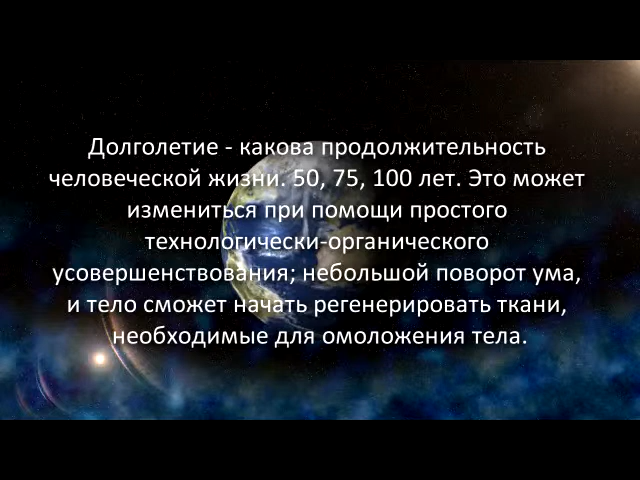 Долголетие - какова продолжительность
человеческой жизни. 50, 75, 100 лет. Это может
измениться при помощи простого
технологически-органического
усовершенствования; небольшой поворот ума,
и тело сможет начать регенерировать ткани,
необходимые для омоложения тела.